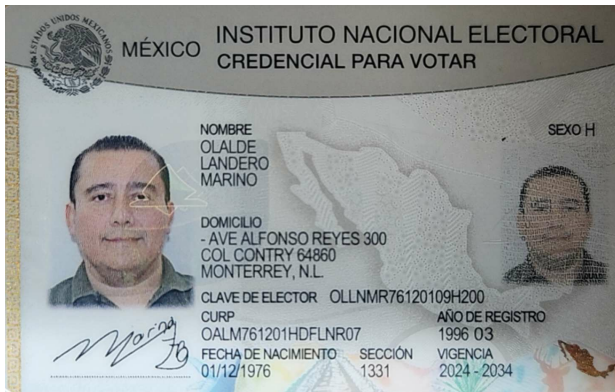 ESTADOS UNIDOS MEXICANOS
MÉXICO INSTITUTO NACIONAL ELECTORAL
CREDENCIAL PARA VOTAR
NOMBRE
SEXO H
OLALDE
LANDERO
MARINO
DOMICILIO
- AVE ALFONSO REYES 300
COL CONTRY 64860
MONTERREY, N.L.
CLAVE DE ELECTOR OLLNMR76120109H200
CURP AÑO DE REGISTRO
OALM761201HDFLNR07 1996 03
FECHA DE NACIMIENTO SECCIÓN VIGENCIA
01/12/1976 1331 2024 - 2034